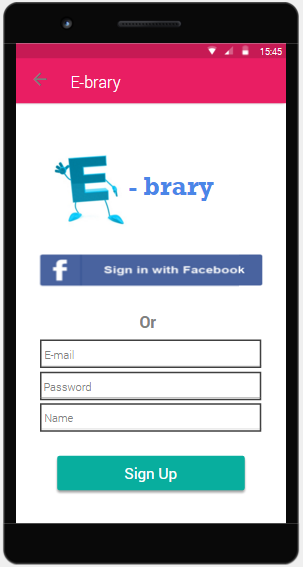 15:45
E-brary
E - brary
f Sign in with Facebook
Or
E-mail
Password
Name
Sign Up